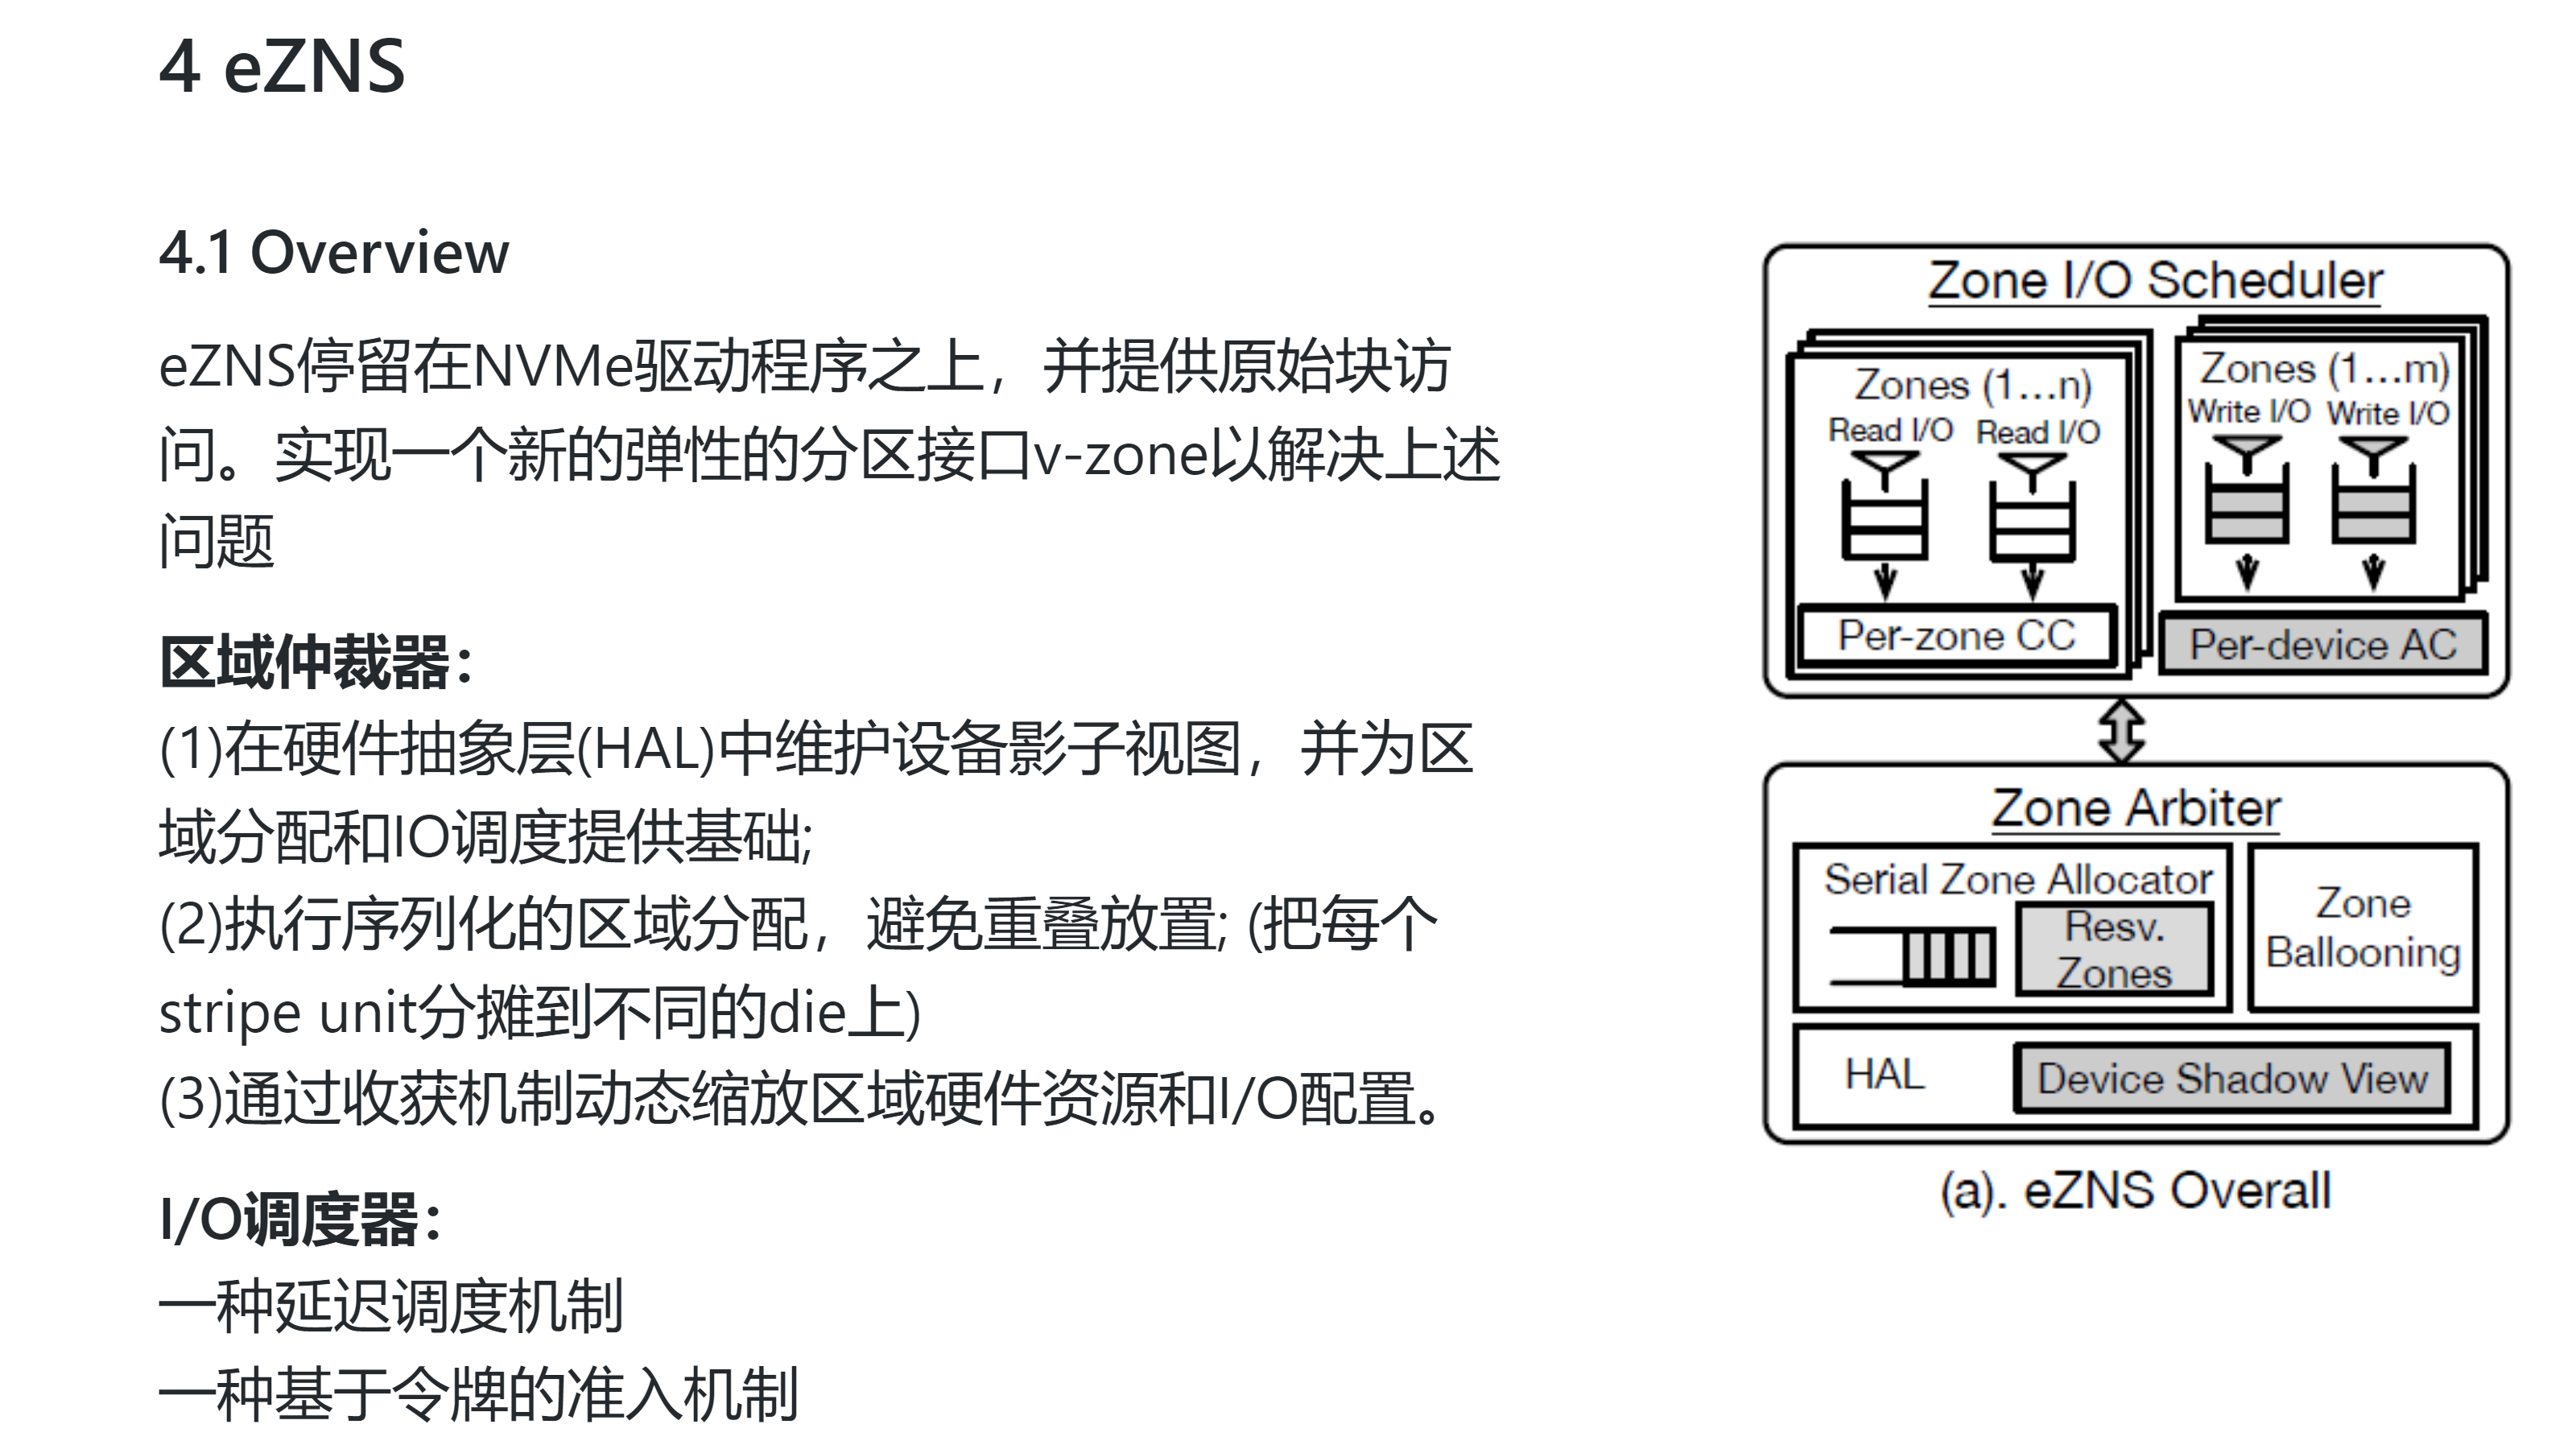 4 eZNS
4.1 Overview
eZNS停留在NVMe驱动程序之上，并提供原始块访
问。实现一个新的弹性的分区接口v-zone以解决上述
问题
区域仲裁器：
(1)在硬件抽象层(HAL)中维护设备影子视图，并为区
域分配和IO调度提供基础;
(2)执行序列化的区域分配，避免重叠放置; (把每个
stripe unit分摊到不同的die上)
(3)通过收获机制动态缩放区域硬件资源和I/O配置。
I/O调度器：
一种延迟调度机制
一种基于令牌的准入机制
Zone I/O Scheduler
Zones (1...n)
Read I/O Read I/O
Per-zone CC
Zones (1...m)
Write I/O Write I/O
Per-device AC
Zone Arbiter
Serial Zone Allocator
Resv.
Zones
Zone
Ballooning
HAL
Device Shadow View
(a). eZNS Overall